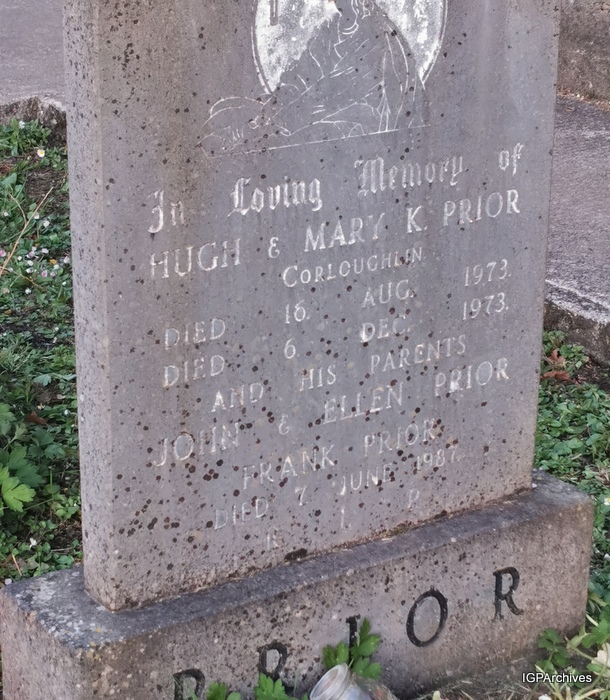 In Loving Memory of
HUGH & MARY K. PRIOR
CORLOUGHLIN
DIED 16. AUG. 1973.
DIED 6. DEC. 1973.
AND HIS PARENTS
JOHN & ELLEN PRIOR
FRANK PRIOR
DIED 7 JUNE 1987.
R. I. P.
PRIOR
IGPArchives